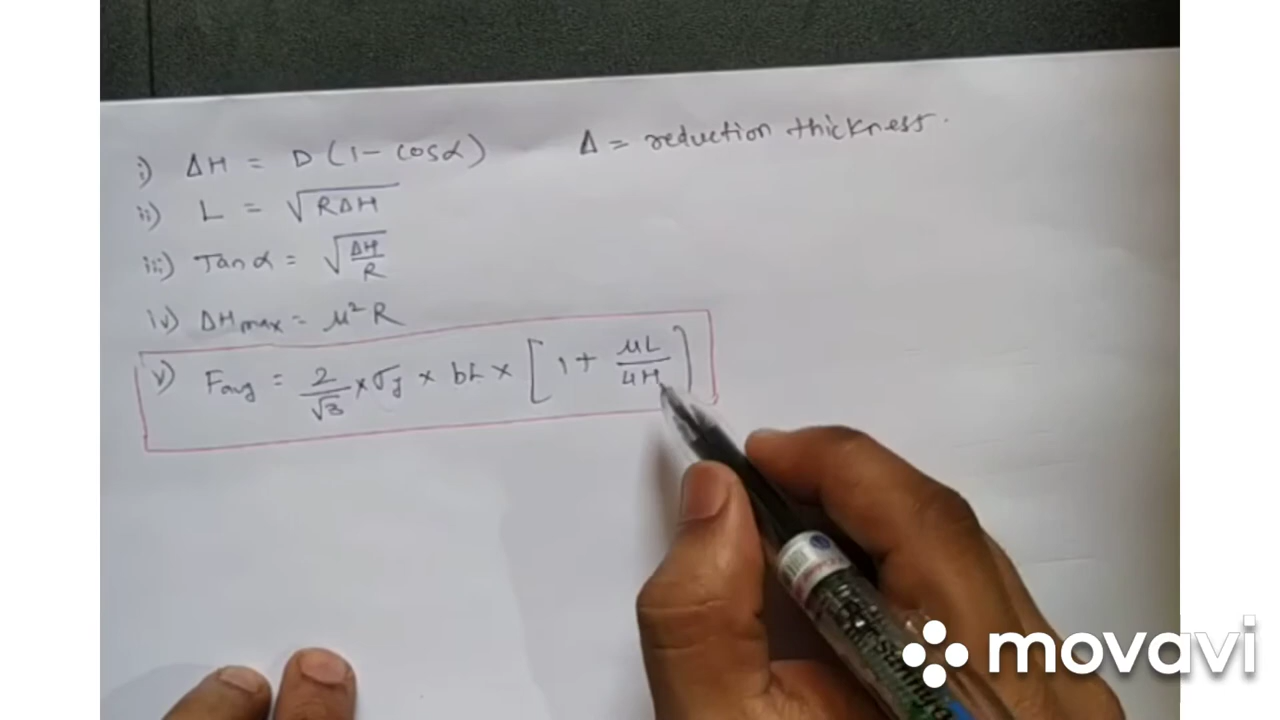 i) ΔH = D (1 - cosα)    Δ = reduction thickness.
ii) L = √(RΔH)
iii) Tan α = √(ΔH/R)
iv) ΔHmax = μ² R
v) Favg = 2/√3 × σy × bL × [1 + μL/4H]
movavi